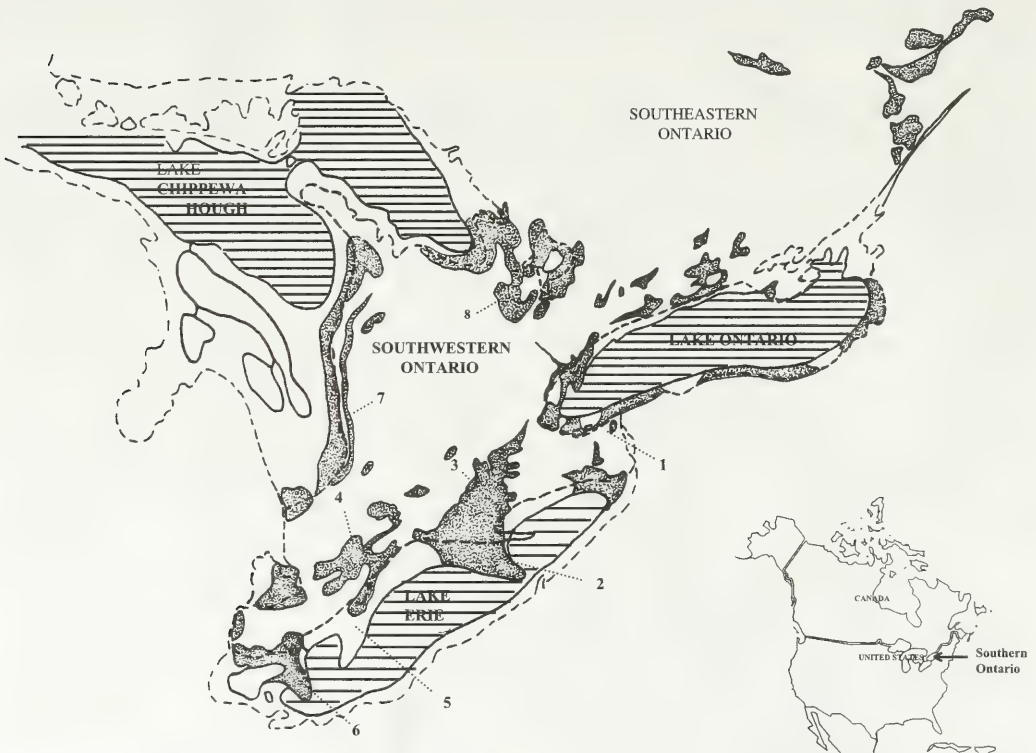 SOUTHEASTERN
ONTARIO
LAKE
CHIPPEWA
HOUGH
8
SOUTHWESTERN
ONTARIO
LAKE ONTARIO
7
3
1
4
2
LAKE
ERIE
5
6
CANADA
UNITED STATES
Southern
Ontario